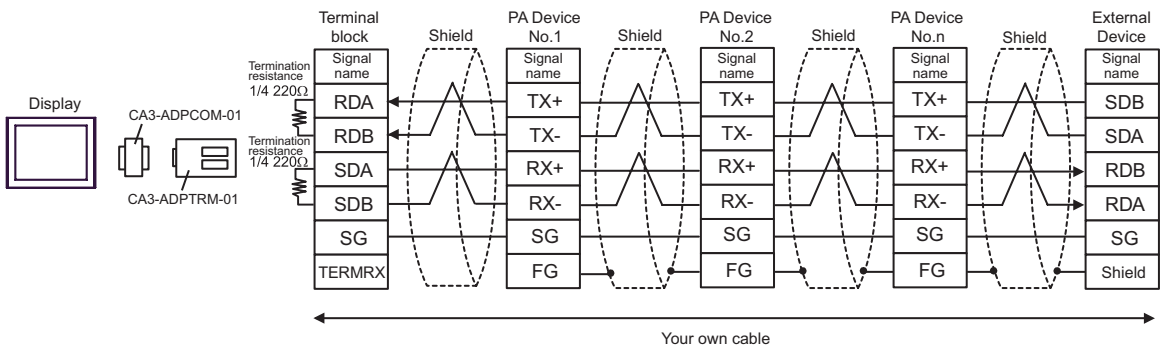 Terminal block
Shield
PA Device No.1
Shield
PA Device No.2
Shield
PA Device No.n
Shield
External Device
Signal name
Signal name
Signal name
Signal name
Signal name
Termination resistance 1/4 220Ω
RDA
TX+
TX+
TX+
SDB
Display
CA3-ADPCOM-01
RDB
TX-
TX-
TX-
SDA
Termination resistance 1/4 220Ω
SDA
RX+
RX+
RX+
RDB
CA3-ADPTRM-01
SDB
RX-
RX-
RX-
RDA
SG
SG
SG
SG
SG
TERMRX
FG
FG
FG
Shield
Your own cable